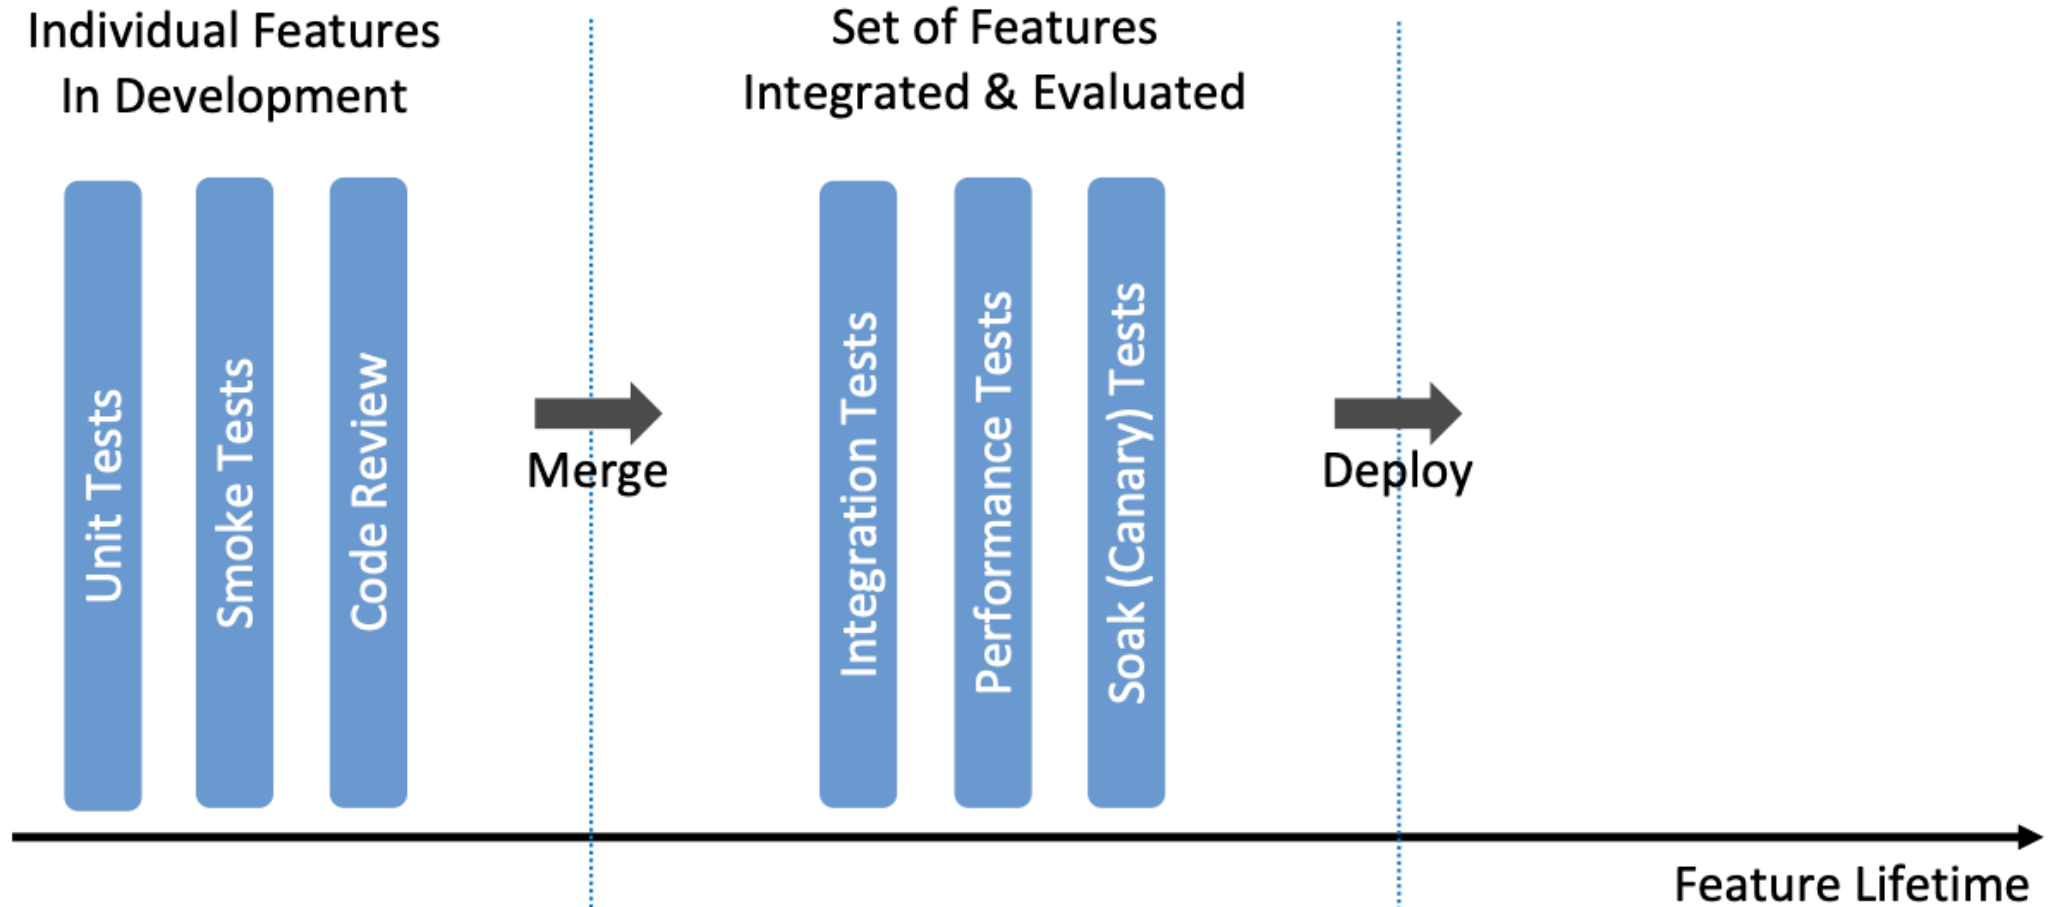 Individual Features
In Development
Set of Features
Integrated & Evaluated
Unit Tests
Smoke Tests
Code Review
Merge
Integration Tests
Performance Tests
Soak (Canary) Tests
Deploy
Feature Lifetime